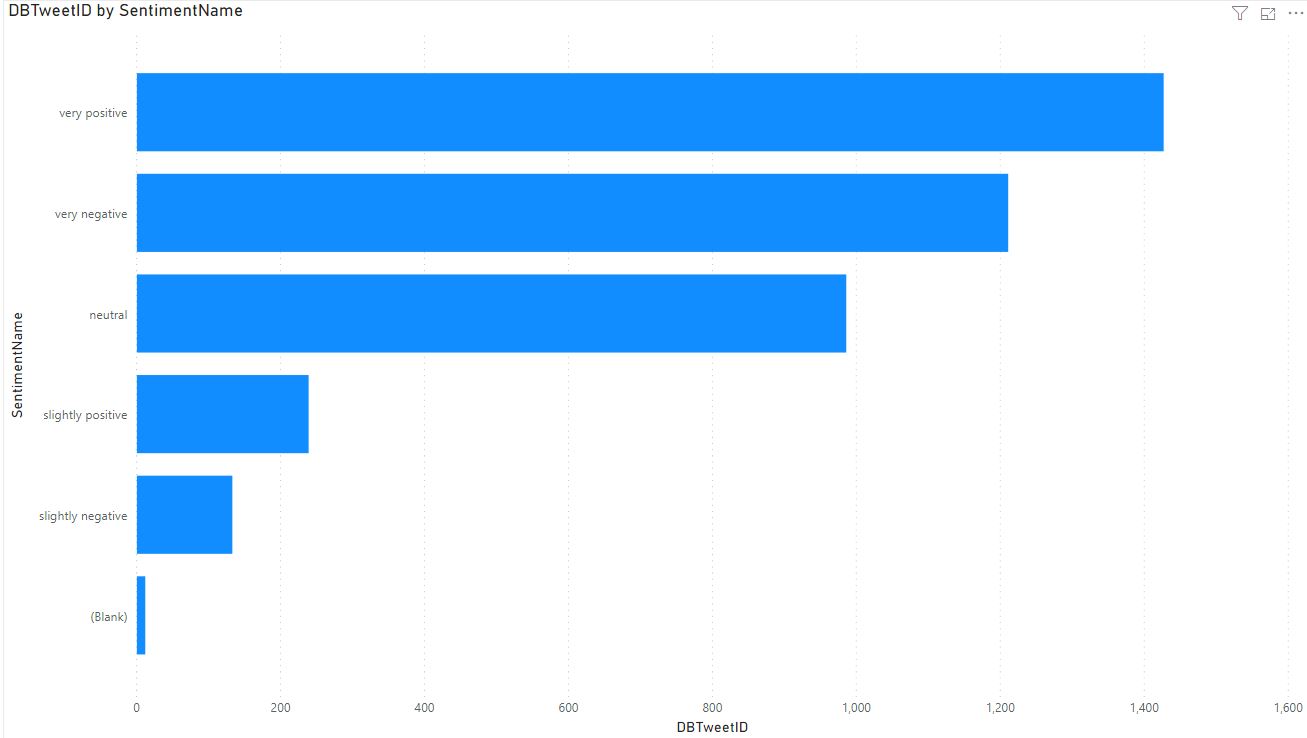 DBTweetID by SentimentName
SentimentName
very positive
very negative
neutral
slightly positive
slightly negative
(Blank)
0 200 400 600 800 1,000 1,200 1,400 1,600
DBTweetID